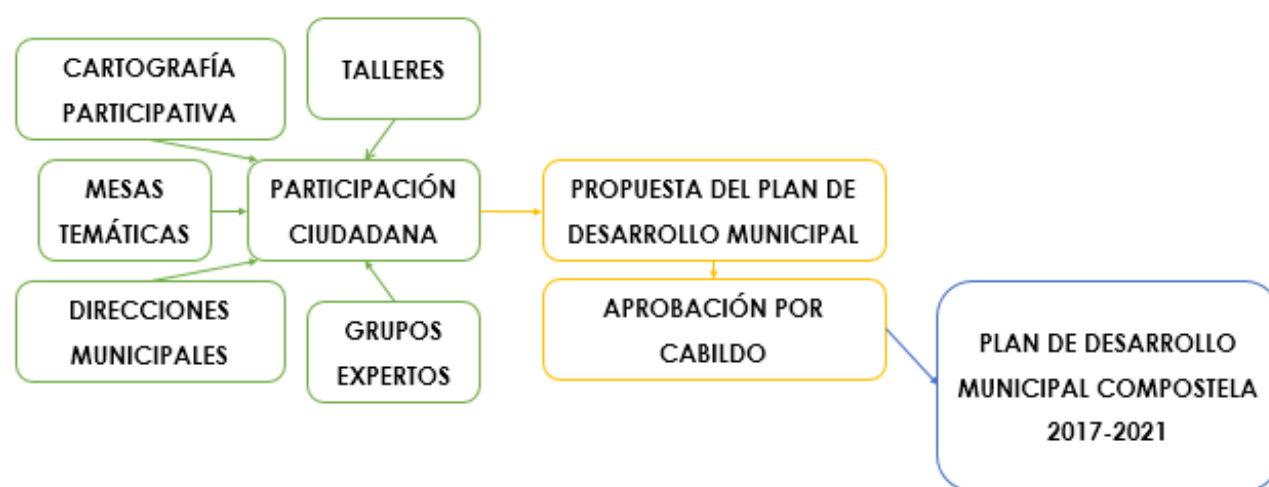 CARTOGRAFÍA
PARTICIPATIVA
TALLERES
MESAS
TEMÁTICAS
PARTICIPACIÓN
CIUDADANA
DIRECCIONES
MUNICIPALES
GRUPOS
EXPERTOS
PROPUESTA DEL PLAN DE
DESARROLLO MUNICIPAL
APROBACIÓN POR
CABILDO
PLAN DE DESARROLLO
MUNICIPAL COMPOSTELA
2017-2021